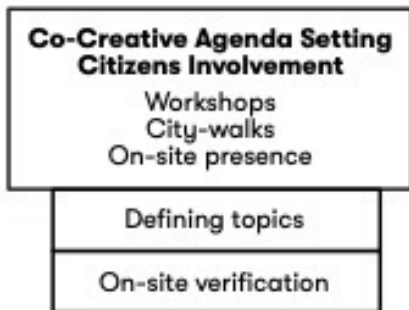 Co-Creative Agenda Setting
Citizens Involvement
Workshops
City-walks
On-site presence
Defining topics
On-site verification